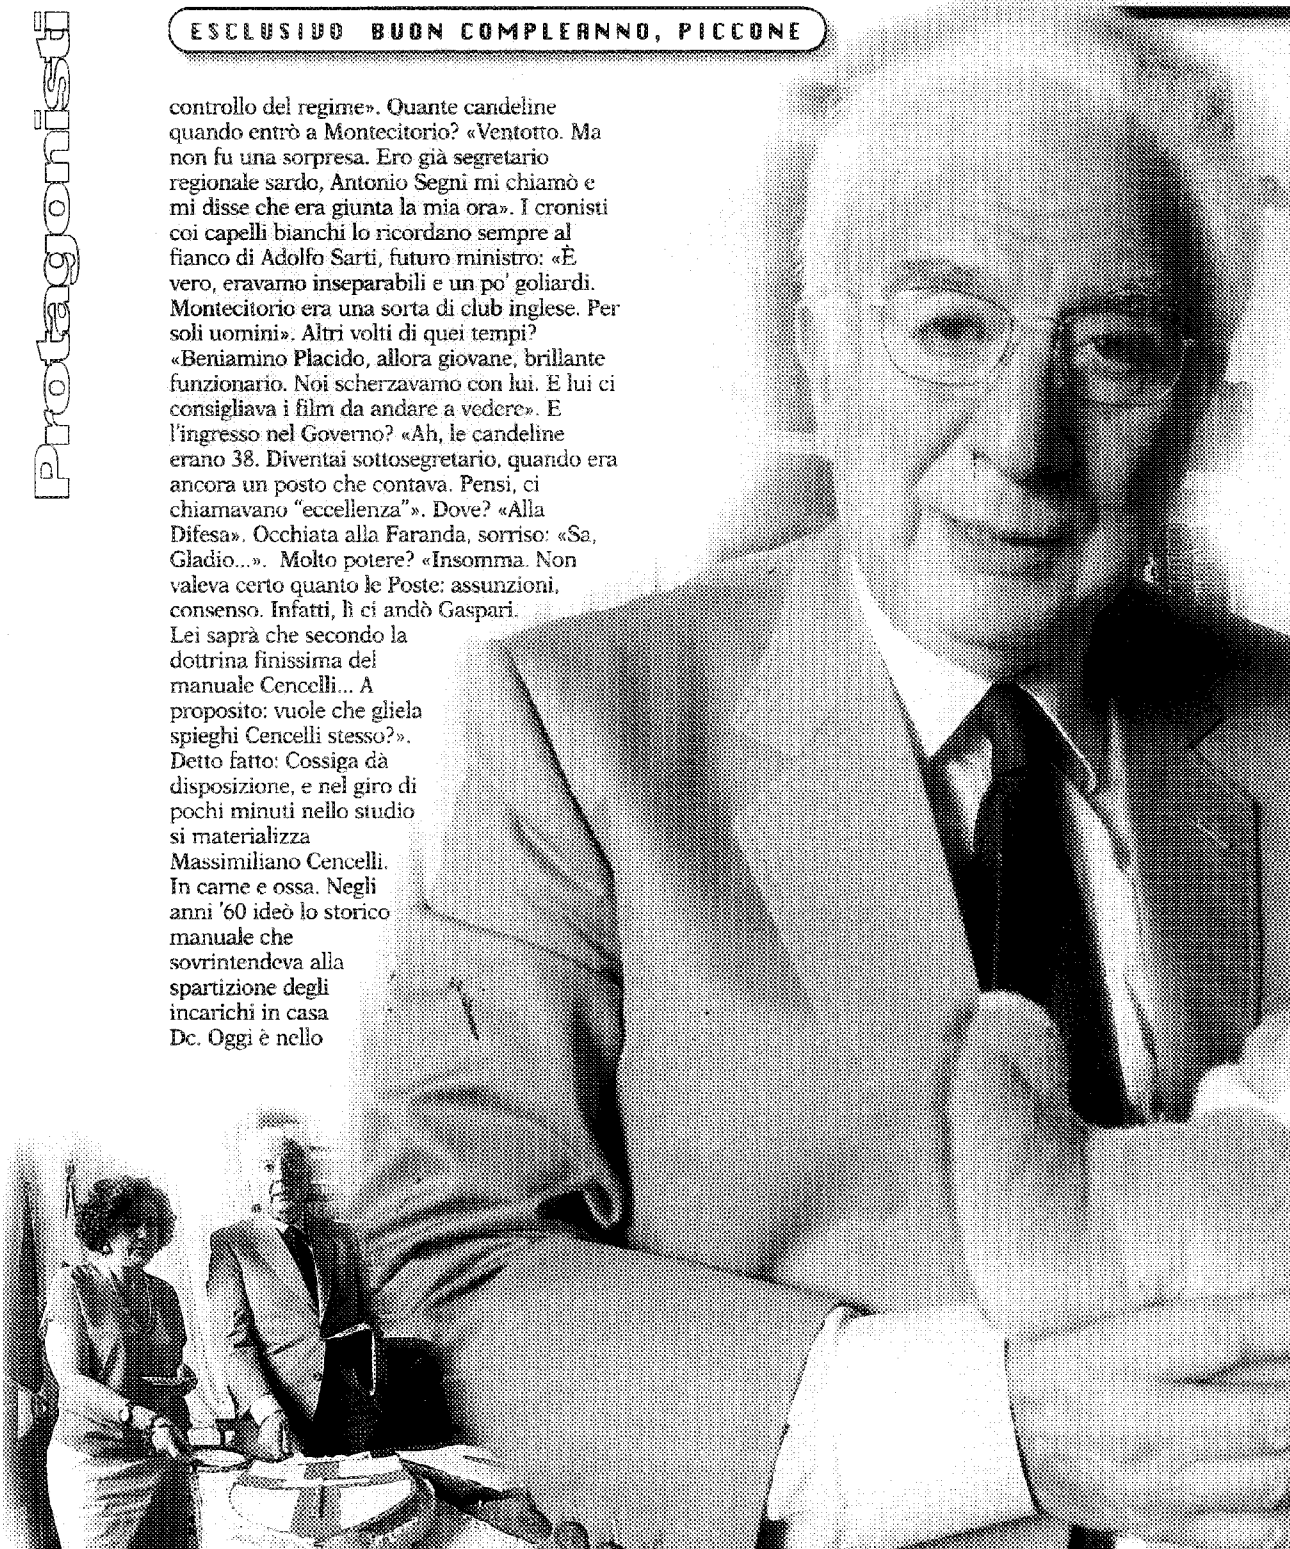 Protagonisti
ESCLUSIVO BUON COMPLEANNO, PICCONE
controllo del regime». Quante candeline
quando entrò a Montecitorio? «Ventotto. Ma
non fu una sorpresa. Ero già segretario
regionale sardo, Antonio Segni mi chiamò e
mi disse che era giunta la mia ora». I cronisti
coi capelli bianchi lo ricordano sempre al
fianco di Adolfo Sarti, futuro ministro: «È
vero, eravamo inseparabili e un po' goliardi.
Montecitorio era una sorta di club inglese. Per
soli uomini». Altri volti di quei tempi?
«Beniamino Placido, allora giovane, brillante
funzionario. Noi scherzavamo con lui. E lui ci
consigliava i film da andare a vedere». E
l'ingresso nel Governo? «Ah, le candeline
erano 38. Diventai sottosegretario, quando era
ancora un posto che contava. Pensi, ci
chiamavano “eccellenza”». Dove? «Alla
Difesa». Occhiata alla Faranda, sorriso: «Sa,
Gladio...». Molto potere? «Insomma. Non
valeva certo quanto le Poste: assunzioni,
consenso. Infatti, lì ci andò Gaspari.
Lei saprà che secondo la
dottrina finissima del
manuale Cencelli... A
proposito: vuole che gliela
spieghi Cencelli stesso?».
Detto fatto: Cossiga dà
disposizione, e nel giro di
pochi minuti nello studio
si materializza
Massimiliano Cencelli.
In carne e ossa. Negli
anni '60 ideò lo storico
manuale che
sovrintendeva alla
spartizione degli
incarichi in casa
Dc. Oggi è nello